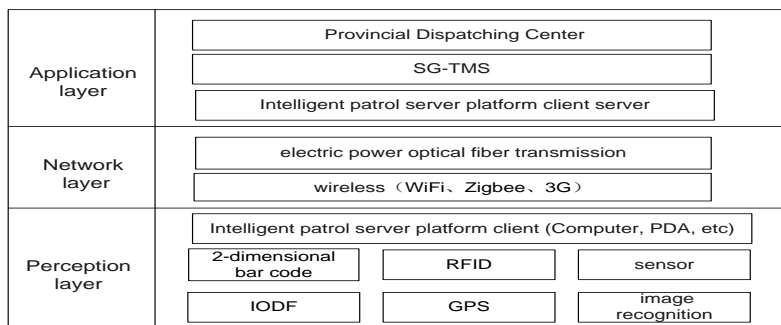 Application
layer
Provincial Dispatching Center
SG-TMS
Intelligent patrol server platform client server
Network
layer
electric power optical fiber transmission
wireless（WiFi、Zigbee、3G）
Perception
layer
Intelligent patrol server platform client (Computer, PDA, etc)
2-dimensional
bar code
RFID
sensor
IODF
GPS
image
recognition